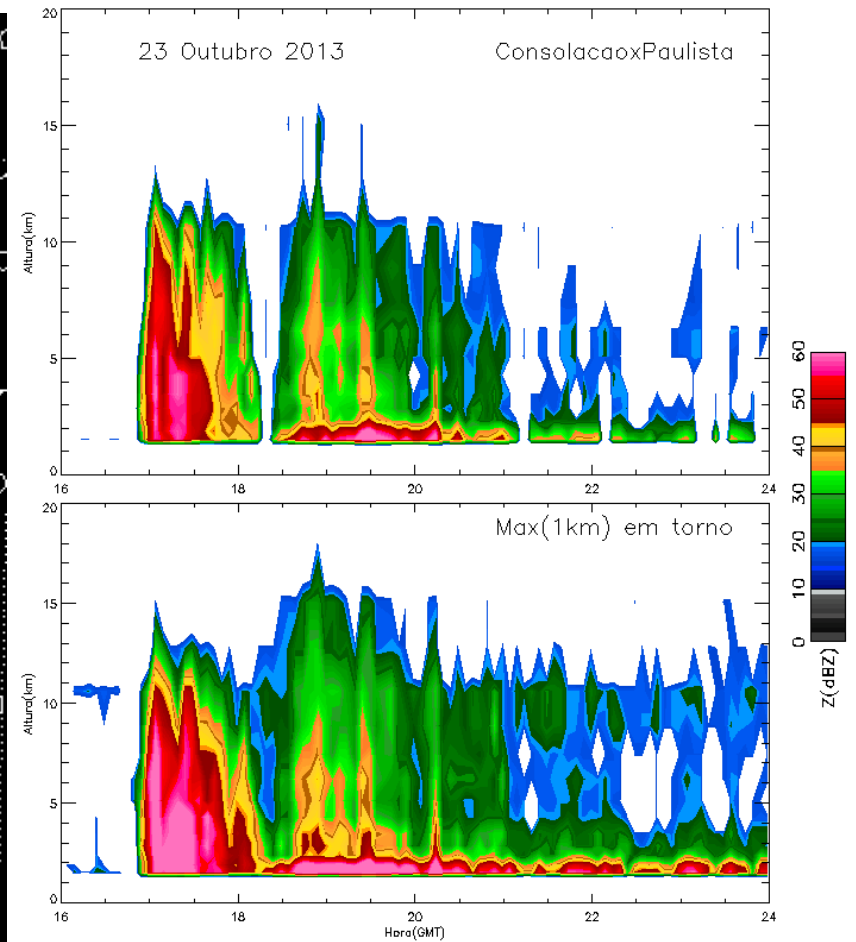 20
23 Outubro 2013 ConsolacaoxPaulista
15
Altura(km)
10
5
0
16 18 20 22 24
20
Max(1km) em torno
15
Altura(km)
10
5
0
16 18 20 22 24
Hora(GMT)
0 10 20 30 40 50 60
Z(dBZ)